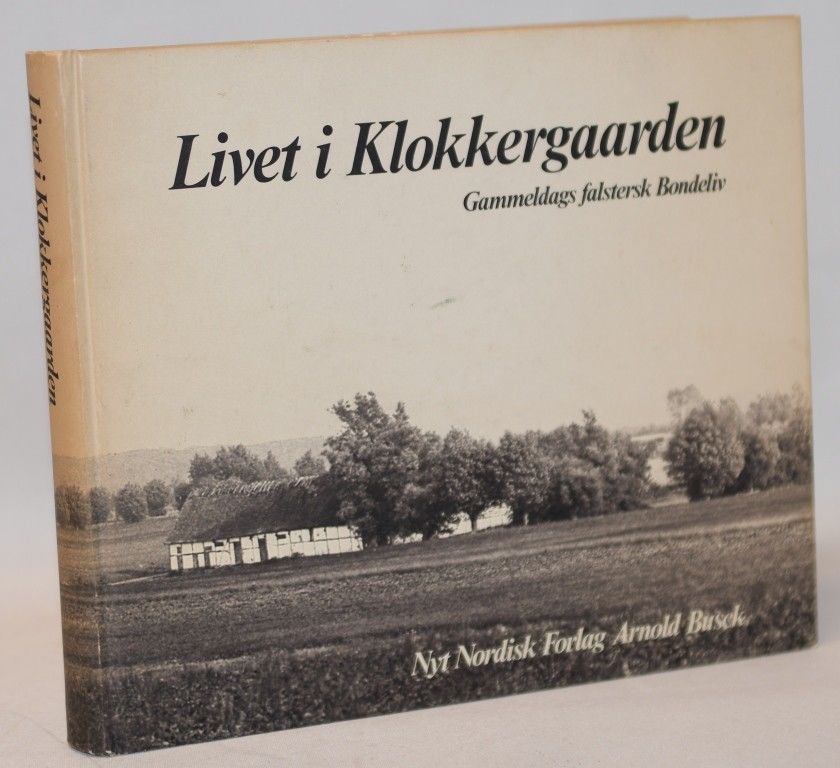 Livet i Klokkergaarden
Livet i Klokkergaarden
Gammeldags falstersk Bondeliv
Nyt Nordisk Forlag Arnold Busck.